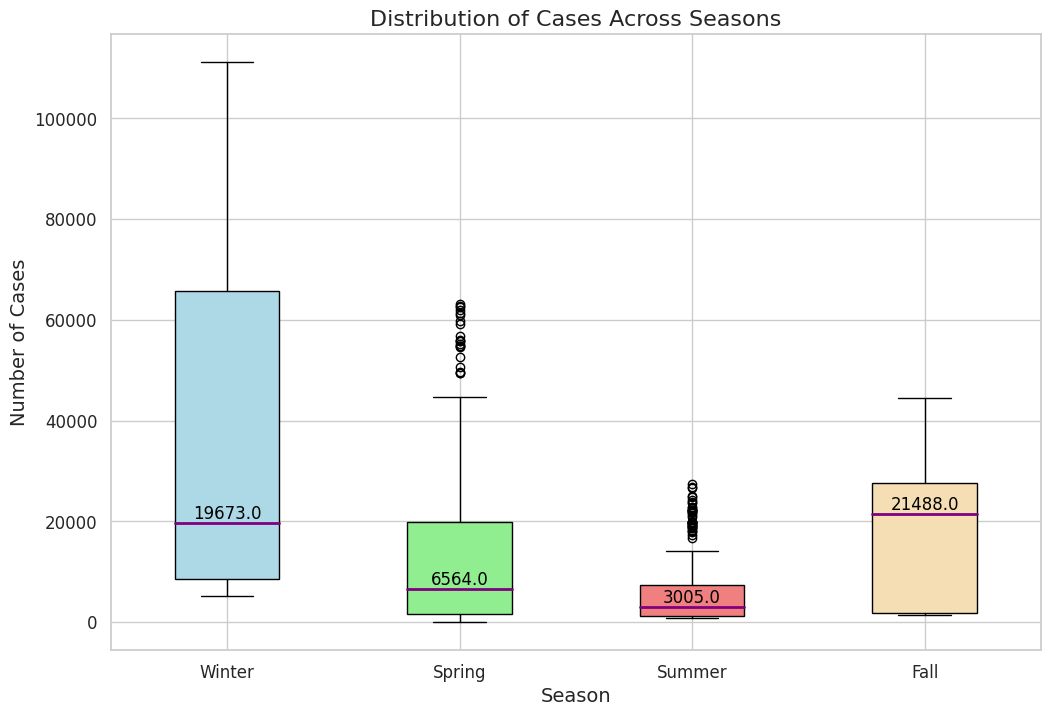 Distribution of Cases Across Seasons
Number of Cases
100000
80000
60000
40000
20000
0
19673.0
6564.0
3005.0
21488.0
Winter
Spring
Summer
Fall
Season